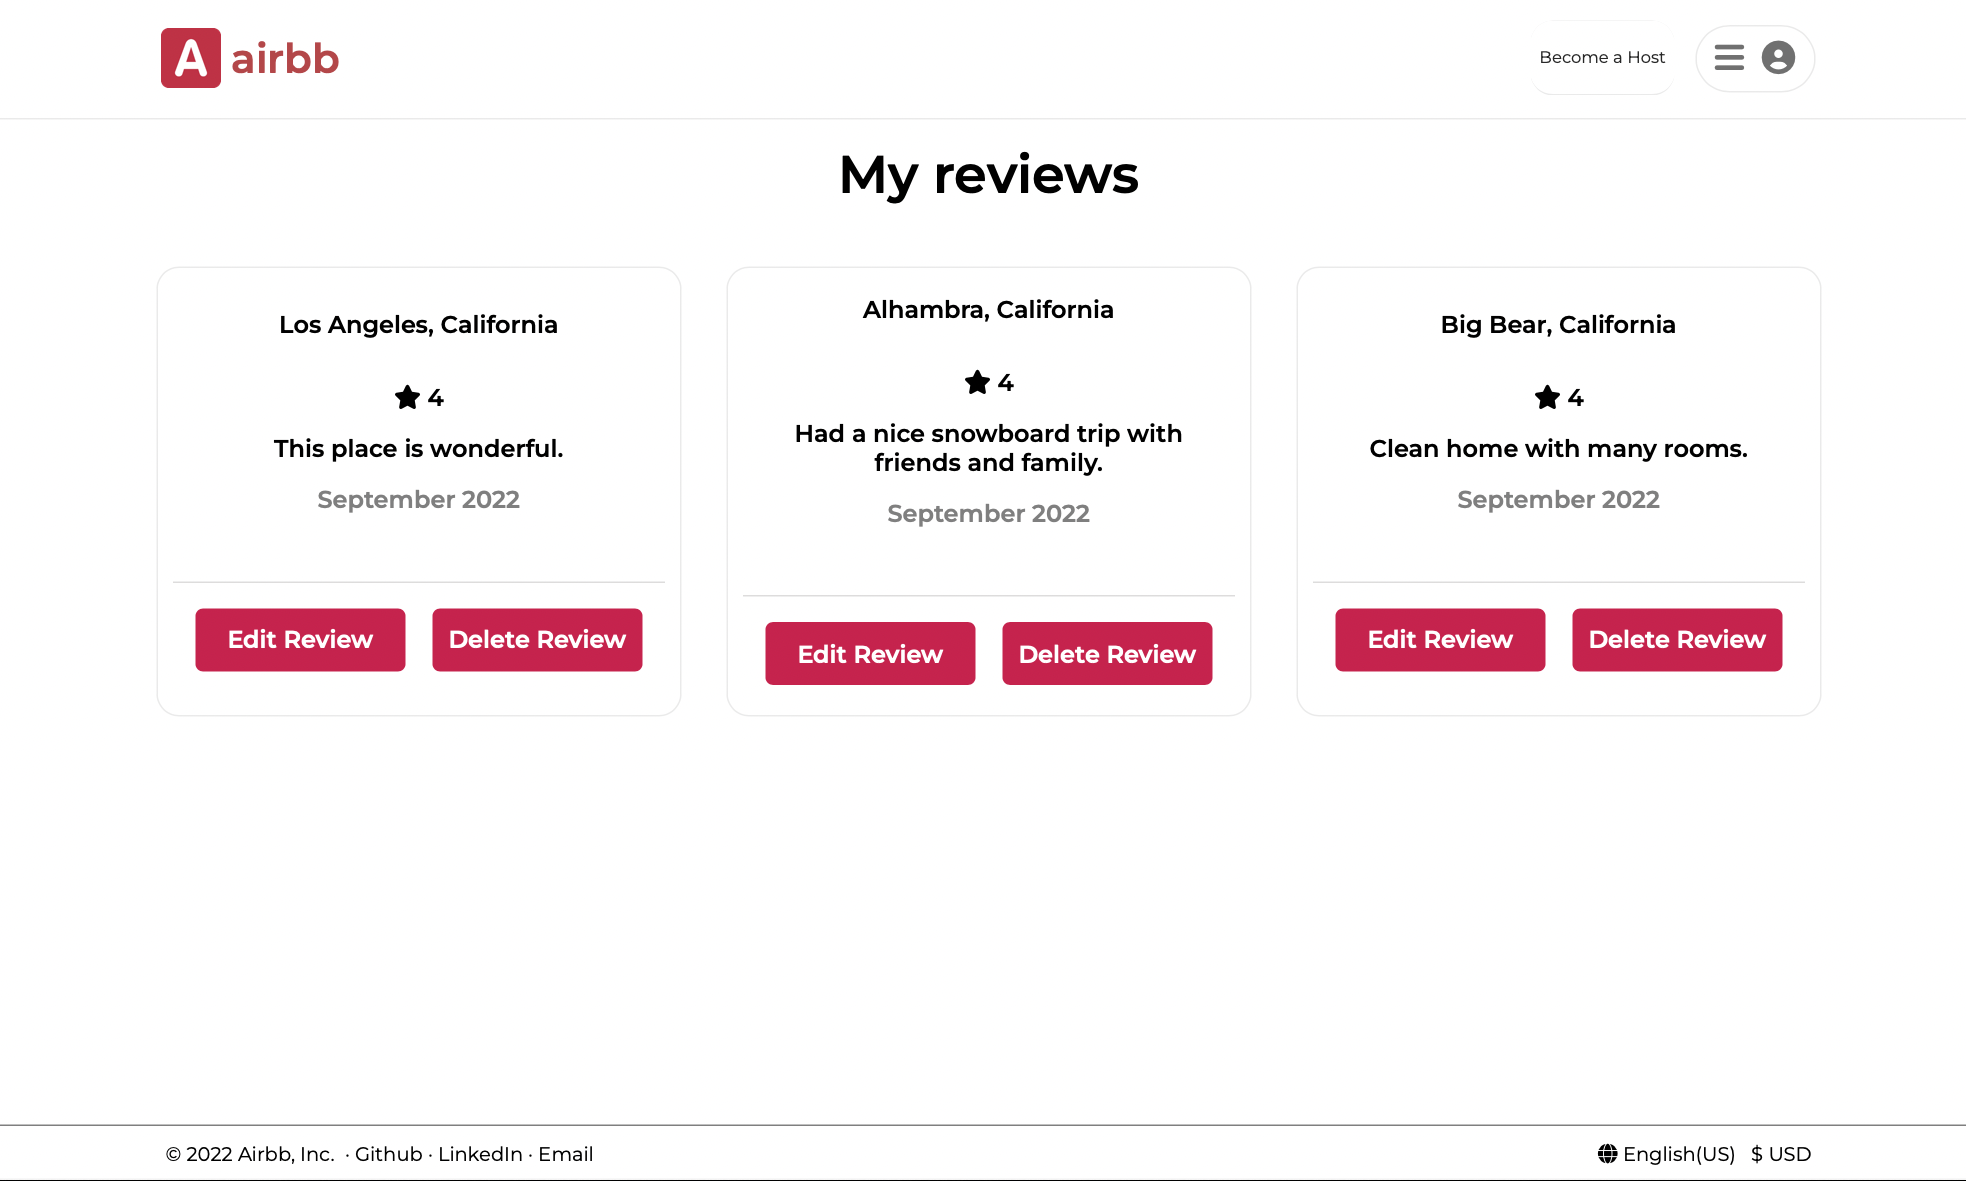 A airbb
Become a Host
My reviews
Los Angeles, California
4
This place is wonderful.
September 2022
Edit Review
Delete Review
Alhambra, California
4
Had a nice snowboard trip with
friends and family.
September 2022
Edit Review
Delete Review
Big Bear, California
4
Clean home with many rooms.
September 2022
Edit Review
Delete Review
© 2022 Airbb, Inc. · Github · LinkedIn · Email
English(US) $ USD